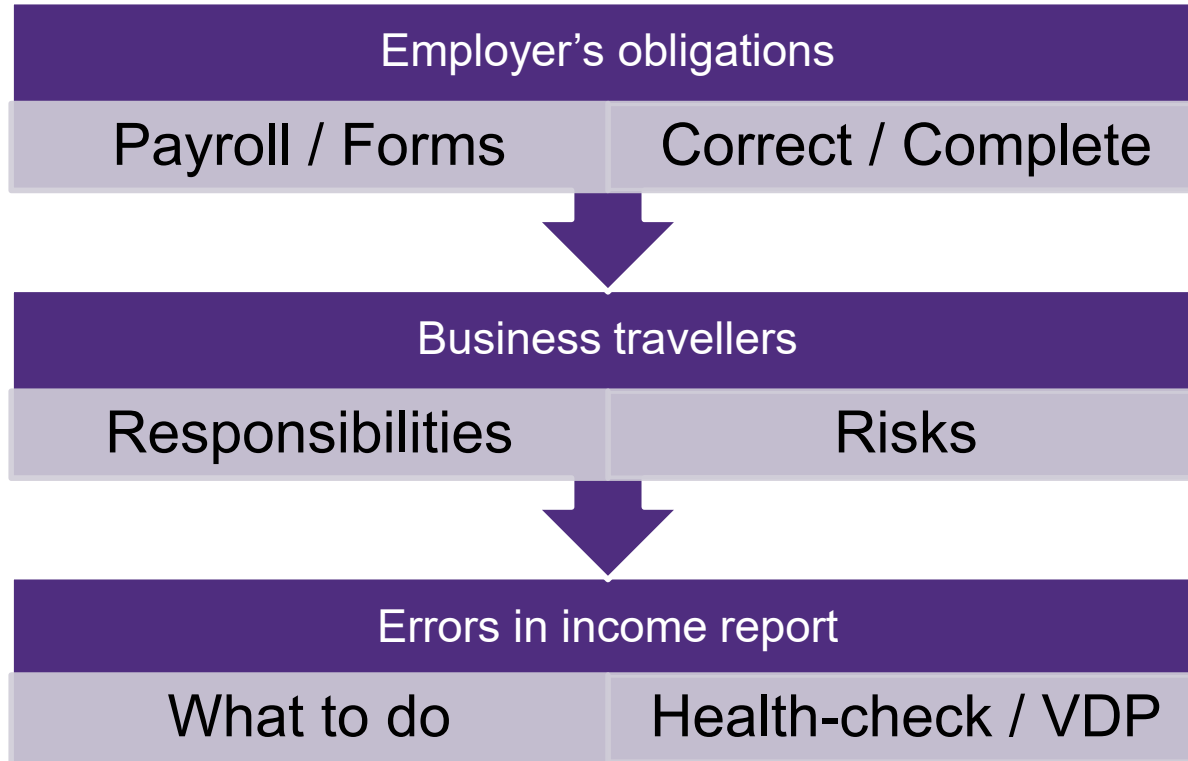 Employer’s obligations
Payroll / Forms
Correct / Complete
Business travellers
Responsibilities
Risks
Errors in income report
What to do
Health-check / VDP